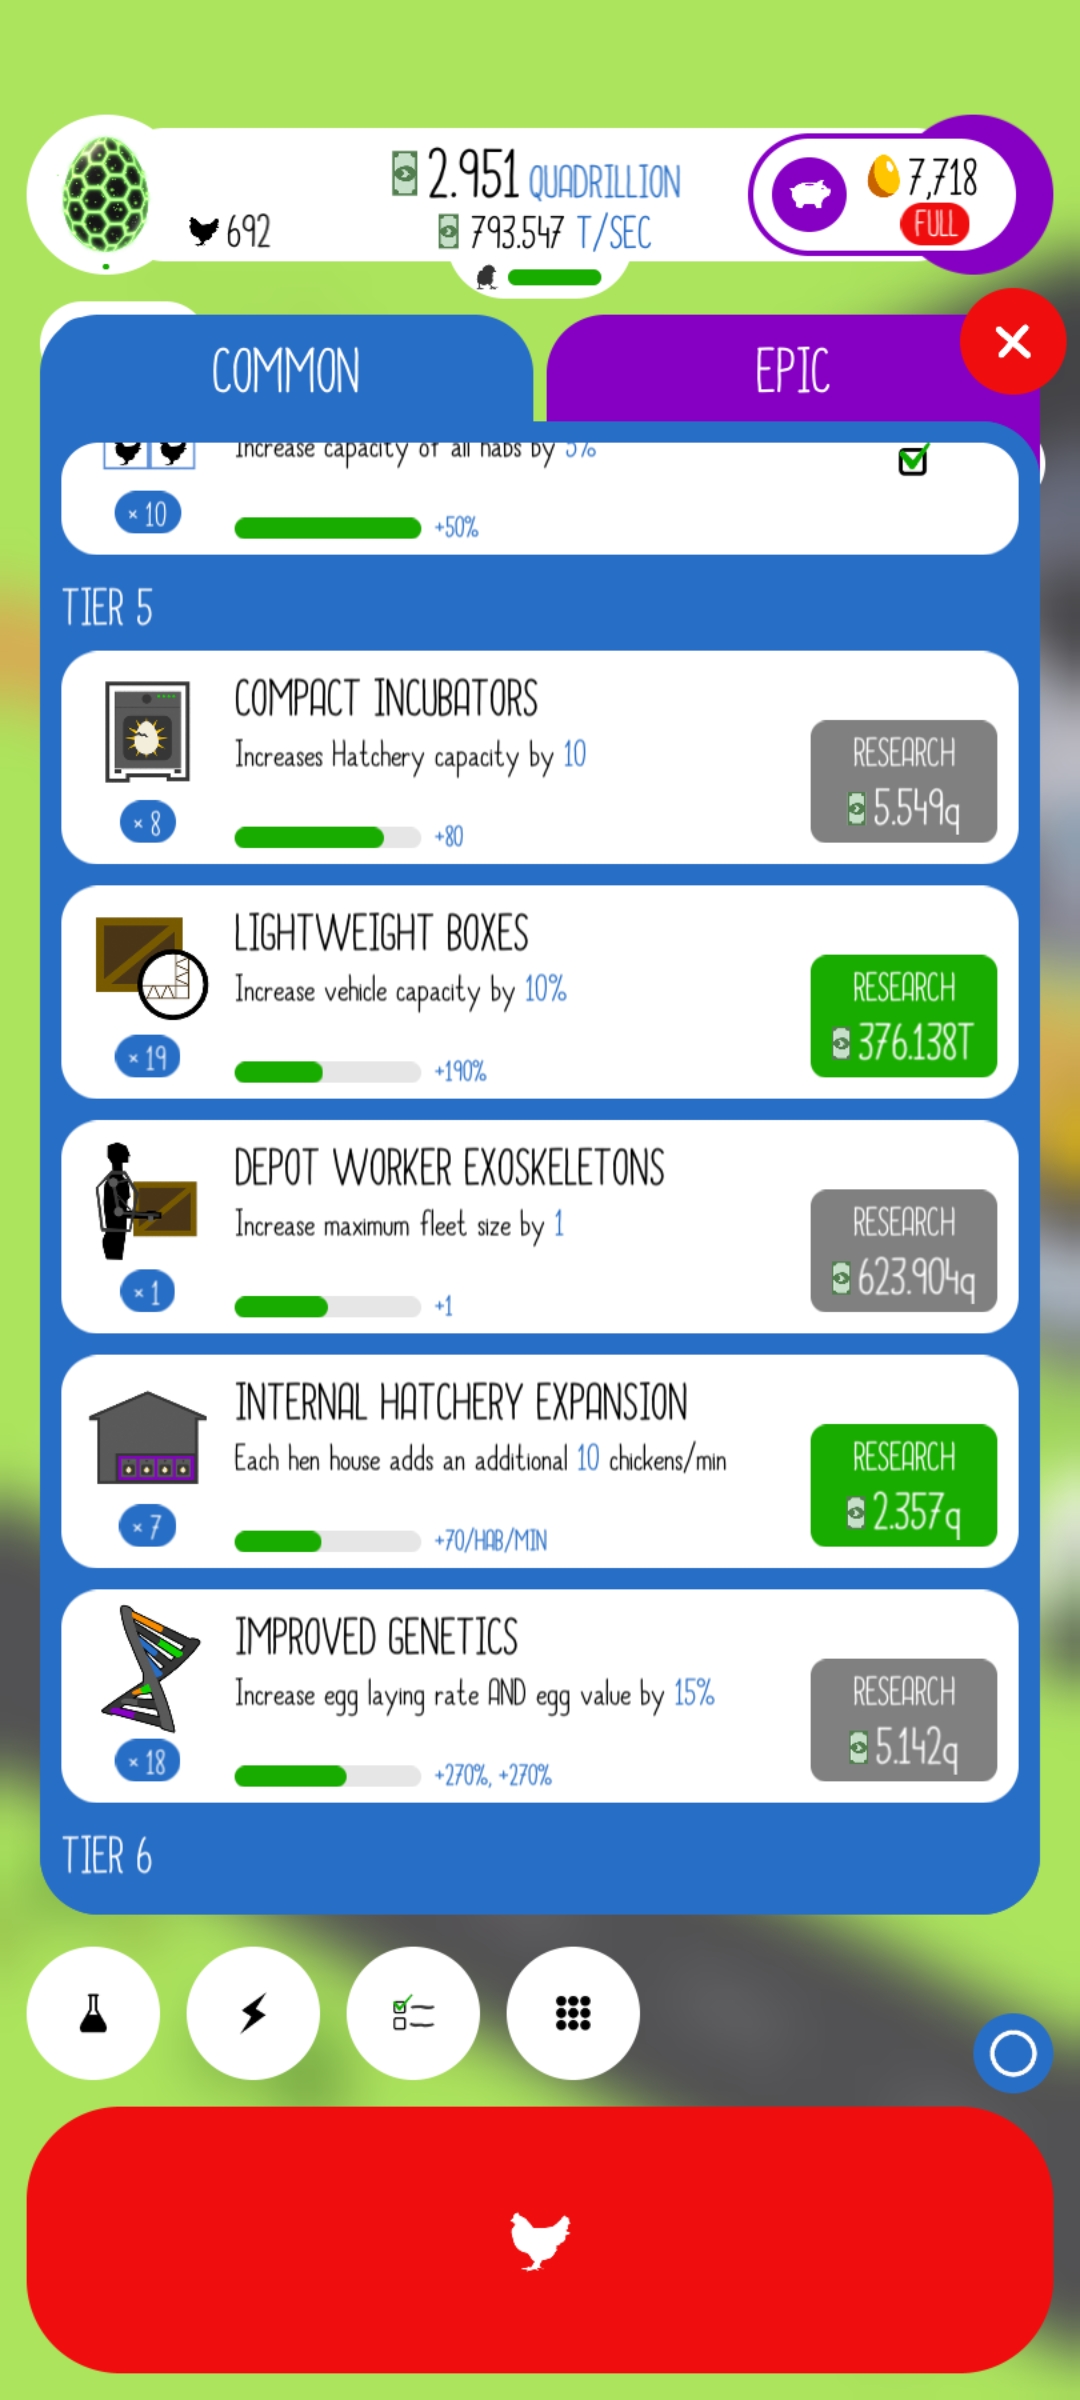 2.951 QUADRILLION
7,718
692
793.547 T/SEC
FULL
COMMON
EPIC
Increase capacity of all habs by 5%
× 10
+50%
TIER 5
COMPACT INCUBATORS
Increases Hatchery capacity by 10
RESEARCH
5.549q
× 8
+80
LIGHTWEIGHT BOXES
Increase vehicle capacity by 10%
RESEARCH
376.138T
× 19
+190%
DEPOT WORKER EXOSKELETONS
Increase maximum fleet size by 1
RESEARCH
623.904q
× 1
+1
INTERNAL HATCHERY EXPANSION
Each hen house adds an additional 10 chickens/min
RESEARCH
2.357q
× 7
+70/HAB/MIN
IMPROVED GENETICS
Increase egg laying rate AND egg value by 15%
RESEARCH
5.142q
× 18
+270%, +270%
TIER 6